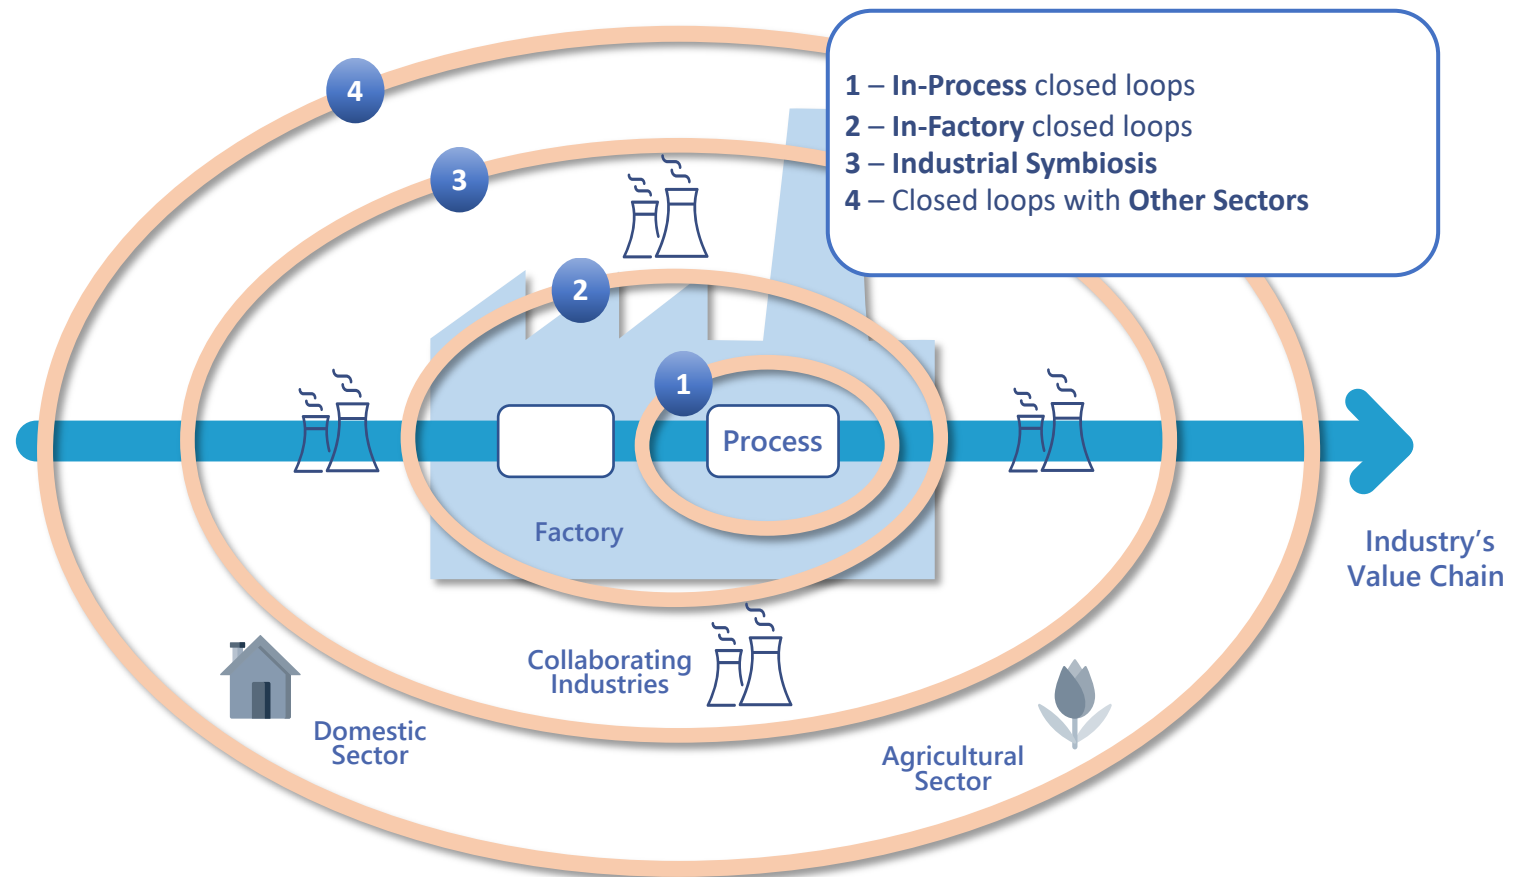 1 – In-Process closed loops
2 – In-Factory closed loops
3 – Industrial Symbiosis
4 – Closed loops with Other Sectors
4
3
2
1
Process
Factory
Industry’s
Value Chain
Collaborating
Industries
Domestic
Sector
Agricultural
Sector